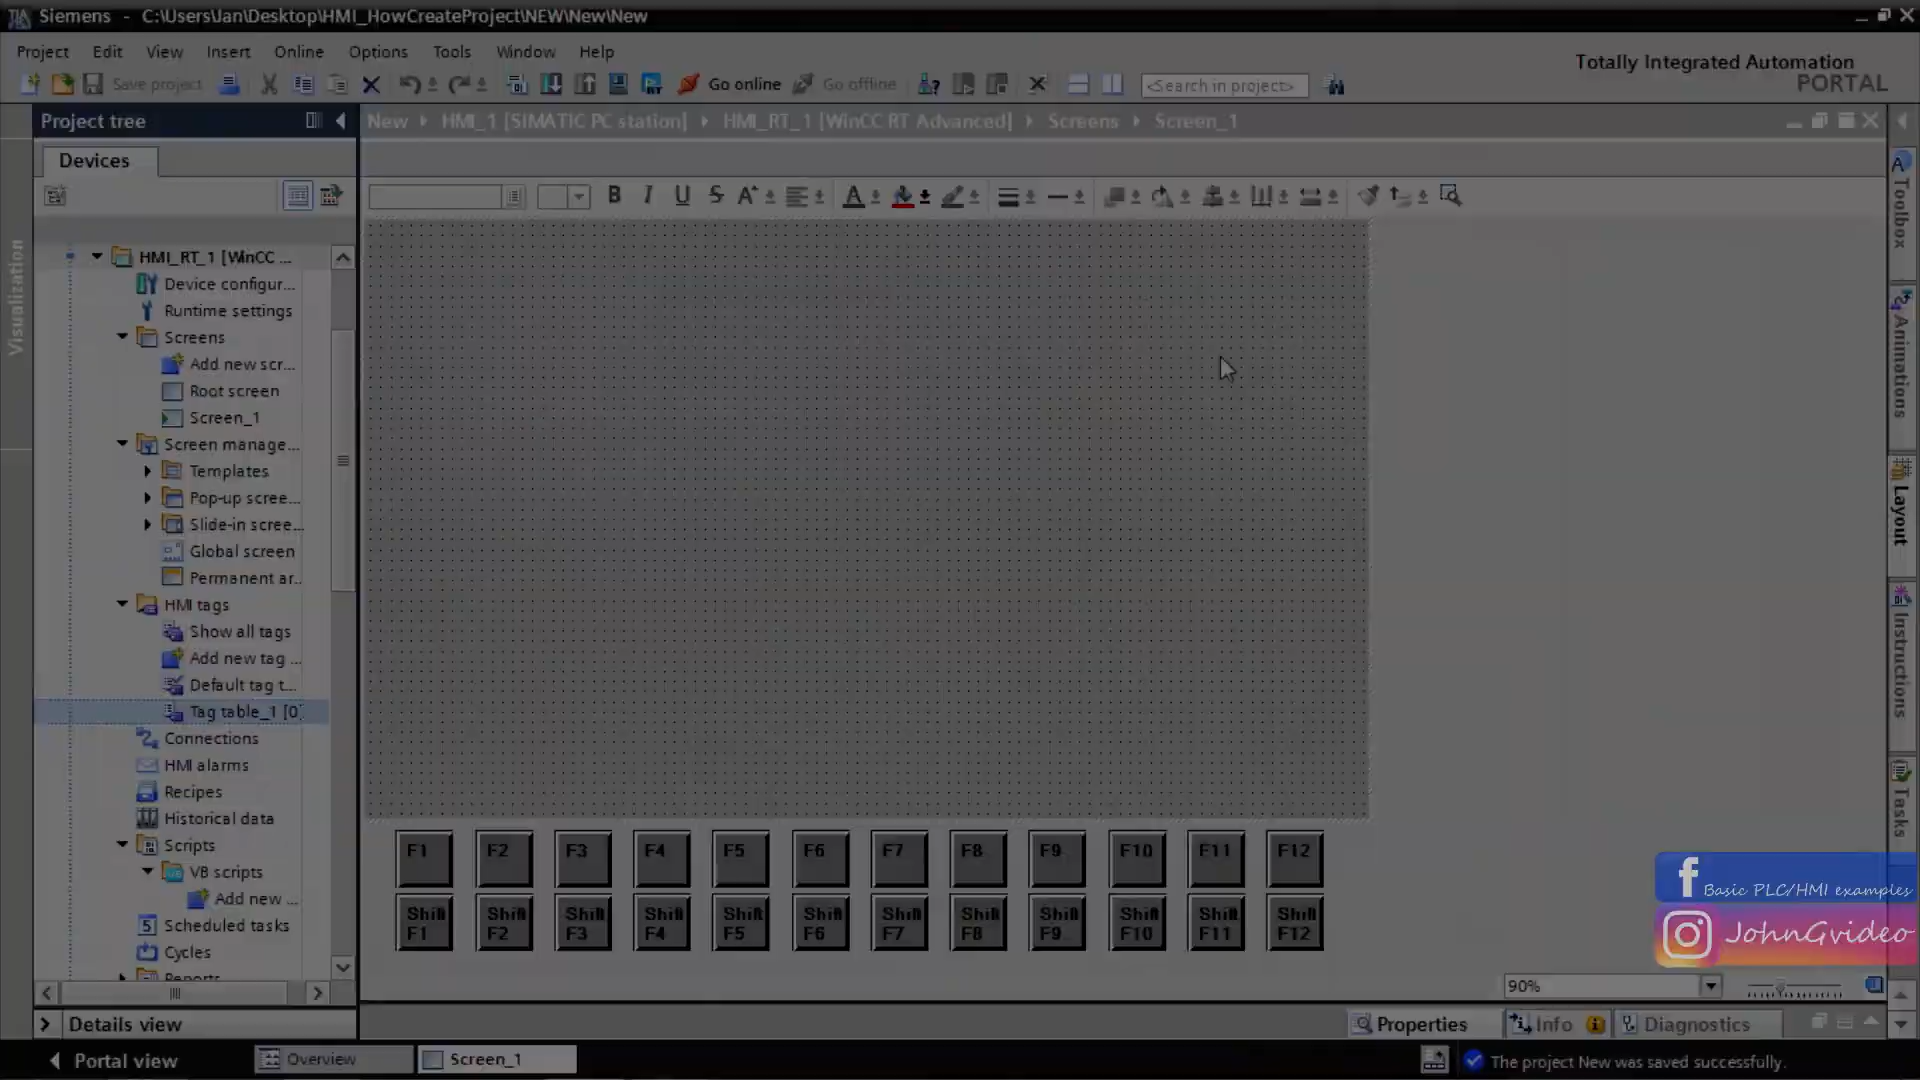 Siemens - C:\Users\Jan\Desktop\HMI_HowCreateProject\NEW\New\New
Project Edit View Insert Online Options Tools Window Help
Totally Integrated Automation
PORTAL
Save project
Go online
Go offline
<Search in project>
Project tree
New HMI_1 [SIMATIC PC station] HMI_RT_1 [WinCC RT Advanced] Screens Screen_1
Devices
B I U S A A
Visualization
HMI_RT_1 [WinCC ...
Device configur...
Runtime settings
Screens
Add new scr...
Root screen
Screen_1
Screen manage...
Templates
Pop-up scree...
Slide-in scree...
Global screen
Permanent ar..
HMI tags
Show all tags
Add new tag ...
Default tag t...
Tag table_1 [0]
Connections
HMI alarms
Recipes
Historical data
Scripts
VB scripts
Add new ...
Scheduled tasks
Cycles
Reports
Toolbox
Animations
Layout
Instructions
Tasks
F1 F2 F3 F4 F5 F6 F7 F8 F9 F10 F11 F12
Shift F1 Shift F2 Shift F3 Shift F4 Shift F5 Shift F6 Shift F7 Shift F8 Shift F9 Shift F10 Shift F11 Shift F12
Basic PLC/HMI examples
JohnGvideo
90%
Details view
Properties Info Diagnostics
Portal view
Overview
Screen_1
The project New was saved successfully.